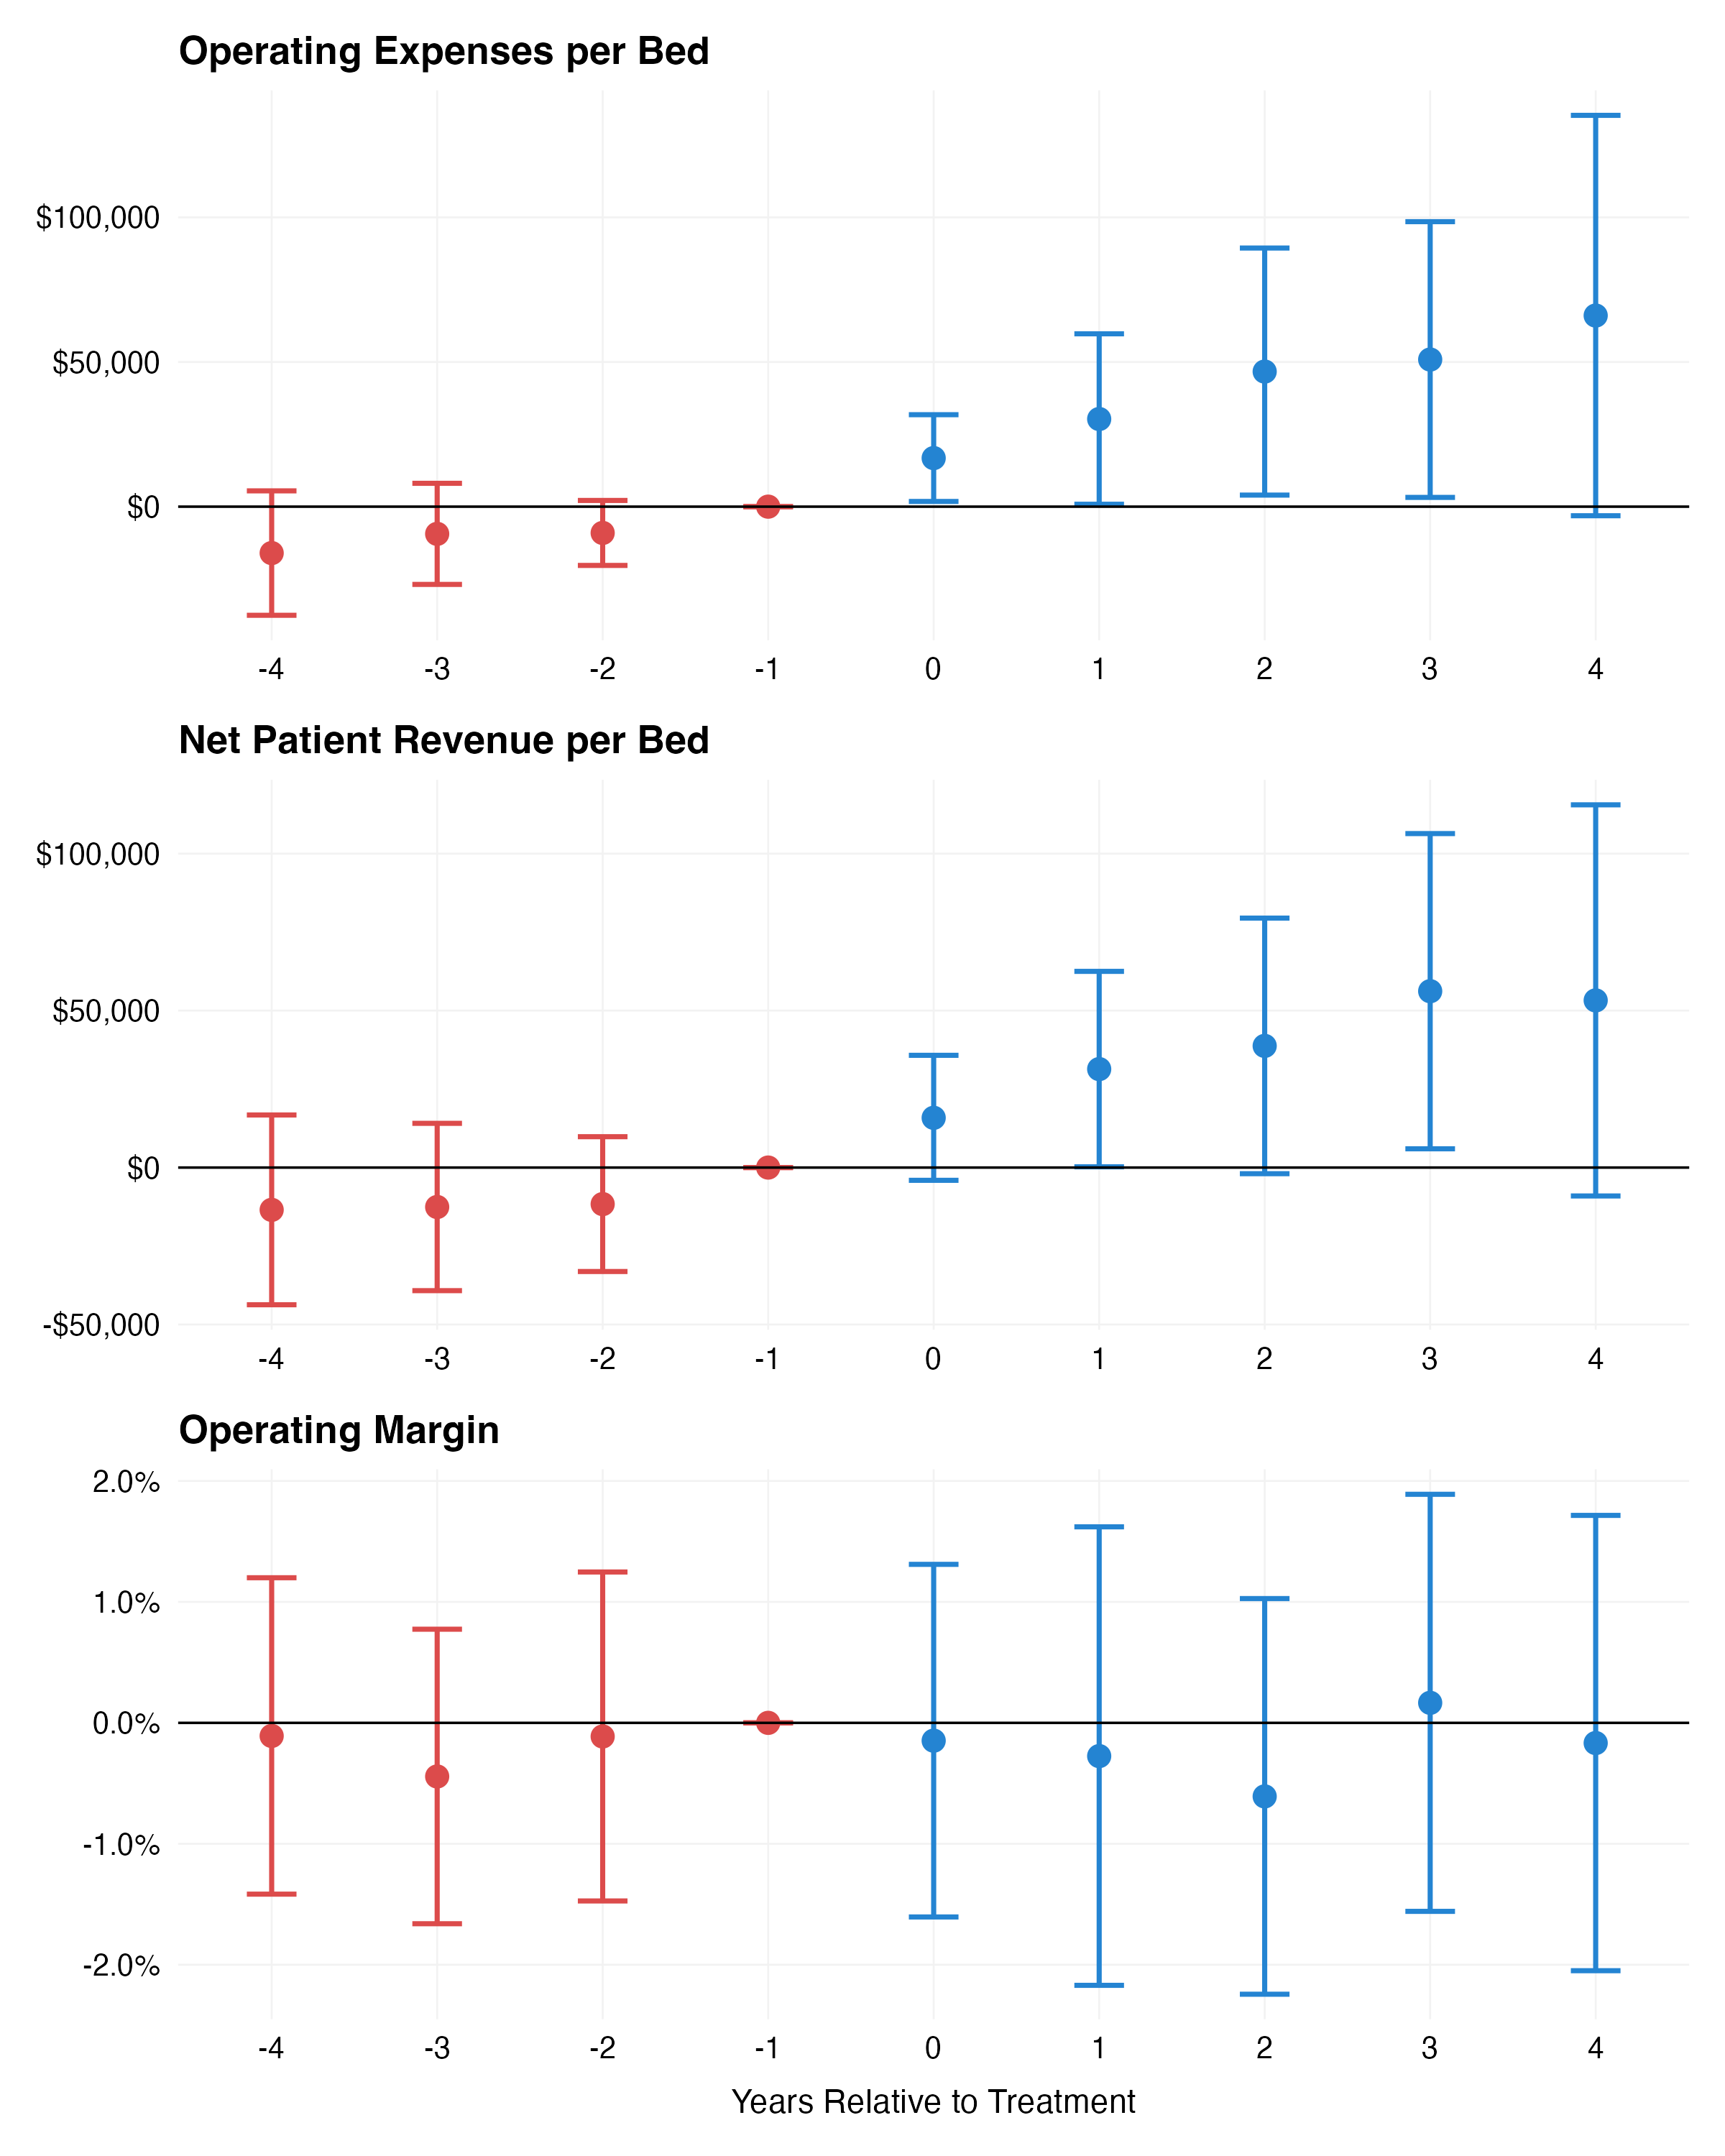 Operating Expenses per Bed
$100,000
$50,000
$0
-4 -3 -2 -1 0 1 2 3 4
Net Patient Revenue per Bed
$100,000
$50,000
$0
-$50,000
-4 -3 -2 -1 0 1 2 3 4
Operating Margin
2.0%
1.0%
0.0%
-1.0%
-2.0%
-4 -3 -2 -1 0 1 2 3 4
Years Relative to Treatment